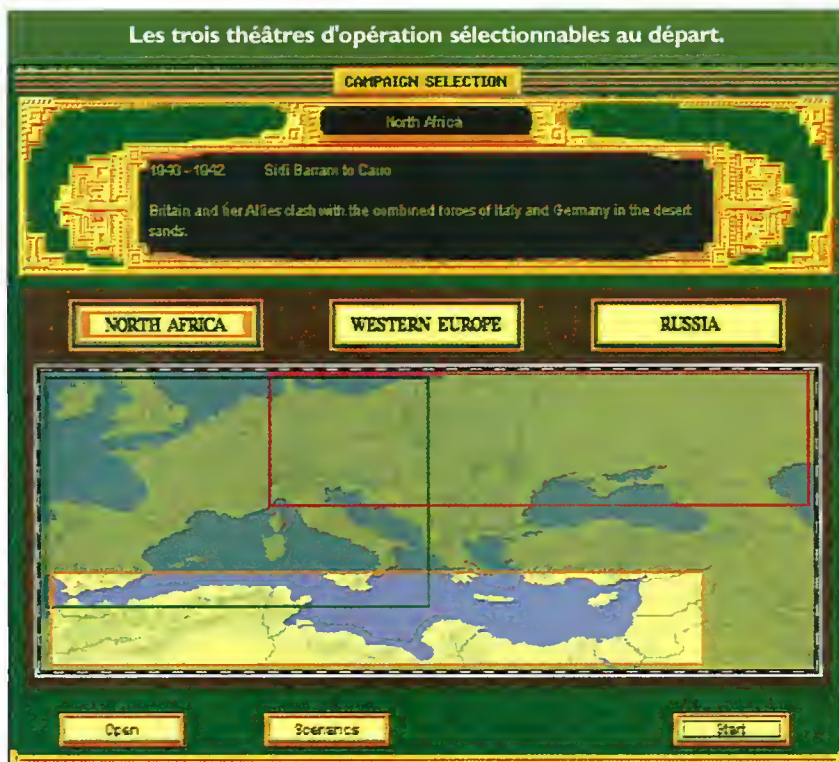 Les trois théâtres d'opération sélectionnables au départ.
CAMPAIGN SELECTION
North Africa
1940 - 1942 Sidi Barrani to Cairo
Britain and her Allies clash with the combined forces of Italy and Germany in the desert
sands.
NORTH AFRICA WESTERN EUROPE RUSSIA
Open Scenarios Start